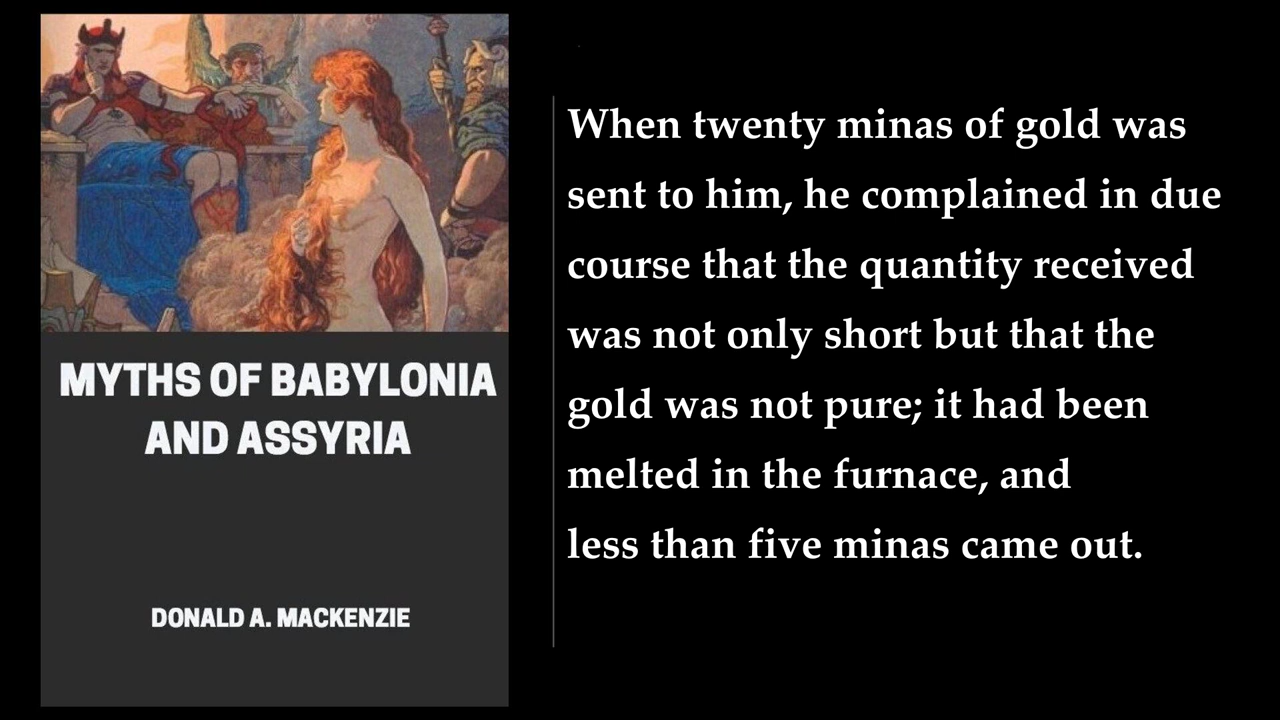 MYTHS OF BABYLONIA
AND ASSYRIA
DONALD A. MACKENZIE
When twenty minas of gold was
sent to him, he complained in due
course that the quantity received
was not only short but that the
gold was not pure; it had been
melted in the furnace, and
less than five minas came out.